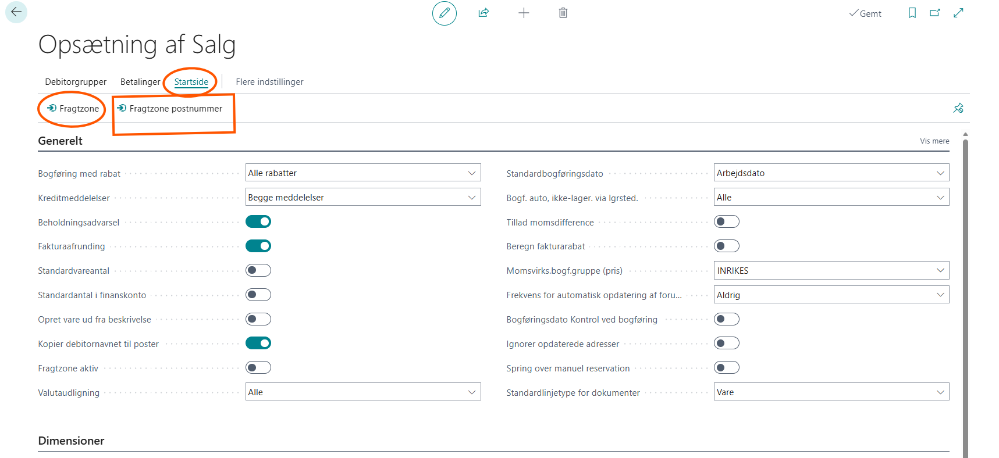 Gemt
Opsætning af Salg
Debitorgrupper Betalinger Startside Flere indstillinger
Fragtzone Fragtzone postnummer
Generelt Vis mere
Bogføring med rabat Alle rabatter Standardbogføringsdato Arbejdsdato
Kreditmeddelelser Begge meddelelser Bogf. auto, ikke-lager. via lgrsted. Alle
Beholdningsadvarsel Tillad momsdifference
Fakturaafrunding Beregn fakturarabat
Standardvareantal Momsvirks.bogf.gruppe (pris) INRIKES
Standardantal i finanskonto Frekvens for automatisk opdatering af foru... Aldrig
Opret vare ud fra beskrivelse Bogføringsdato Kontrol ved bogføring
Kopier debitornavnet til poster Ignorer opdaterede adresser
Fragtzone aktiv Spring over manuel reservation
Valutaudligning Alle Standardlinjetype for dokumenter Vare
Dimensioner